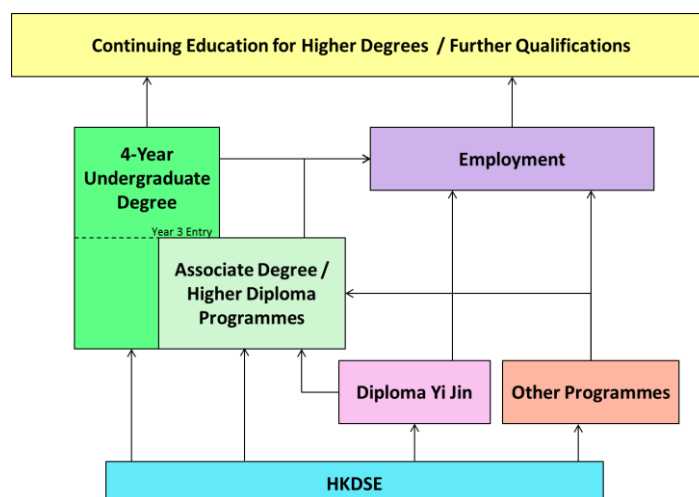 Continuing Education for Higher Degrees / Further Qualifications
4-Year
Undergraduate
Degree
Employment
Year 3 Entry
Associate Degree /
Higher Diploma
Programmes
Diploma Yi Jin
Other Programmes
HKDSE